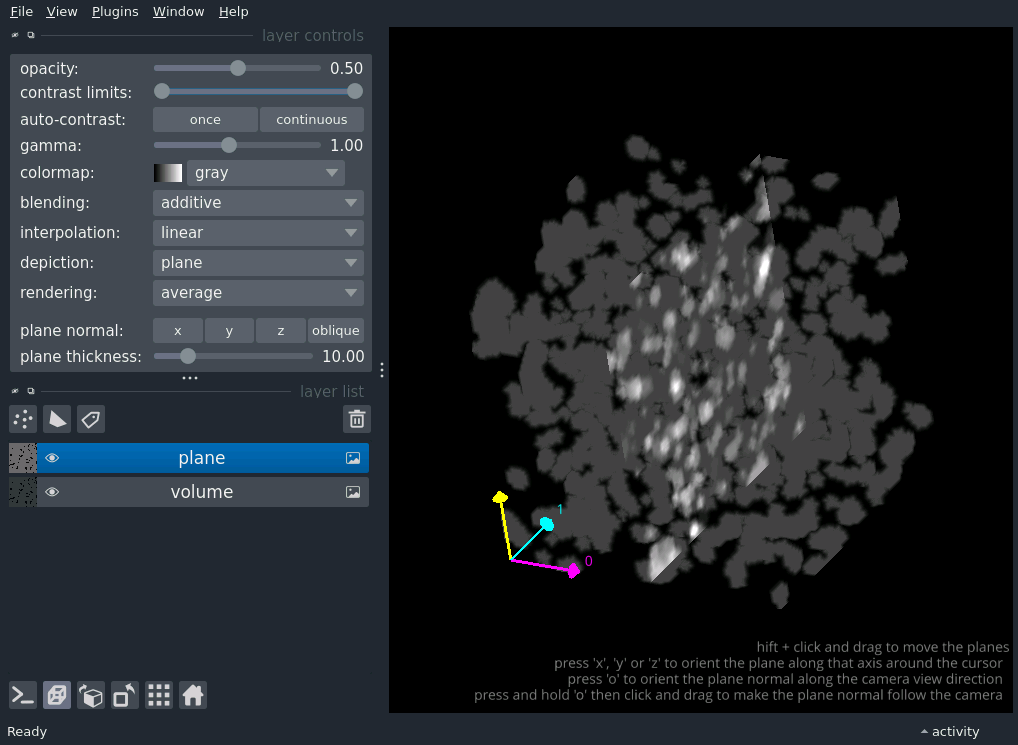 File View Plugins Window Help
layer controls
opacity: 0.50
contrast limits:
auto-contrast: once continuous
gamma: 1.00
colormap: gray
blending: additive
interpolation: linear
depiction: plane
rendering: average
plane normal: x y z oblique
plane thickness: 10.00
layer list
plane
volume
1
0
hift + click and drag to move the planes
press 'x', 'y' or 'z' to orient the plane along that axis around the cursor
press 'o' to orient the plane normal along the camera view direction
press and hold 'o' then click and drag to make the plane normal follow the camera
Ready activity